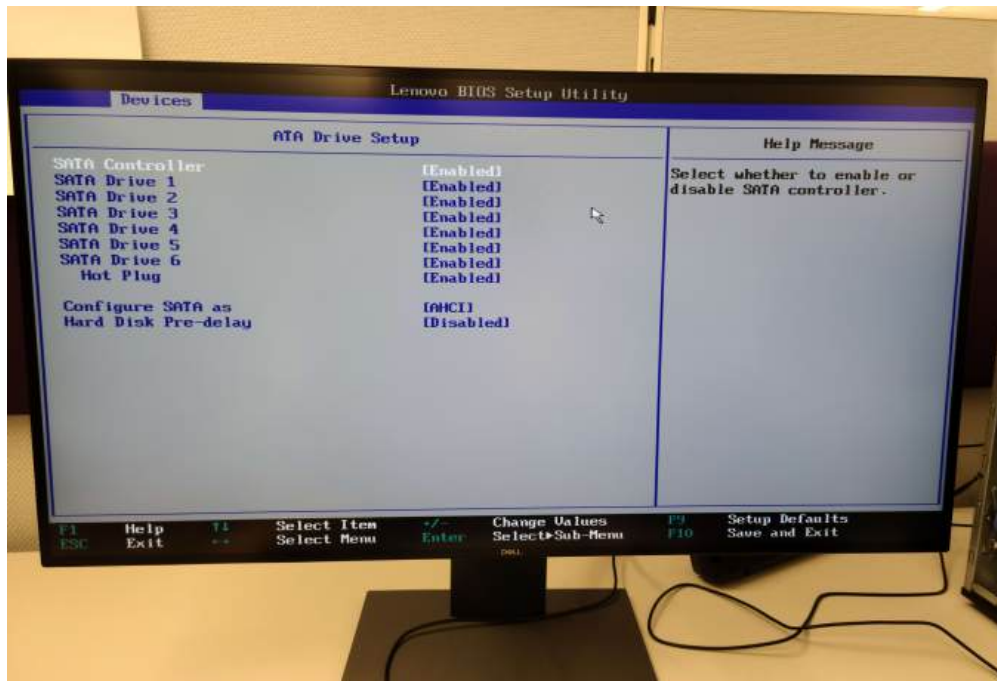 Lenovo BIOS Setup Utility
Devices
ATA Drive Setup
Help Message
SATA Controller [Enabled]
SATA Drive 1 [Enabled]
SATA Drive 2 [Enabled]
SATA Drive 3 [Enabled]
SATA Drive 4 [Enabled]
SATA Drive 5 [Enabled]
SATA Drive 6 [Enabled]
Hot Plug [Enabled]
Configure SATA as [AHCI]
Hard Disk Pre-delay [Disabled]
Select whether to enable or
disable SATA controller.
F1 Help ↑↓ Select Item +/- Change Values F9 Setup Defaults
ESC Exit ←→ Select Menu Enter Select▶Sub-Menu F10 Save and Exit
DELL